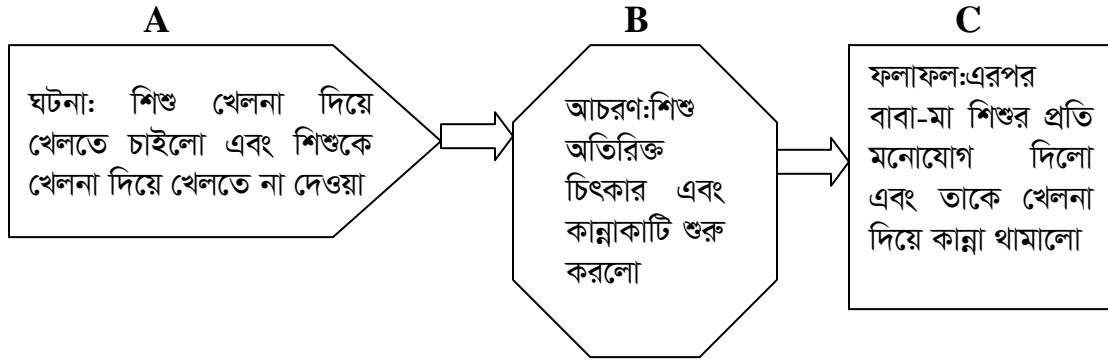 A
B
C
ঘটনা: শিশু খেলনা দিয়ে
খেলতে চাইলো এবং শিশুকে
খেলনা দিয়ে খেলতে না দেওয়া
আচরণ:শিশু
অতিরিক্ত
চিৎকার এবং
কান্নাকাটি শুরু
করলো
ফলাফল:এরপর
বাবা-মা শিশুর প্রতি
মনোযোগ দিলো
এবং তাকে খেলনা
দিয়ে কান্না থামালো